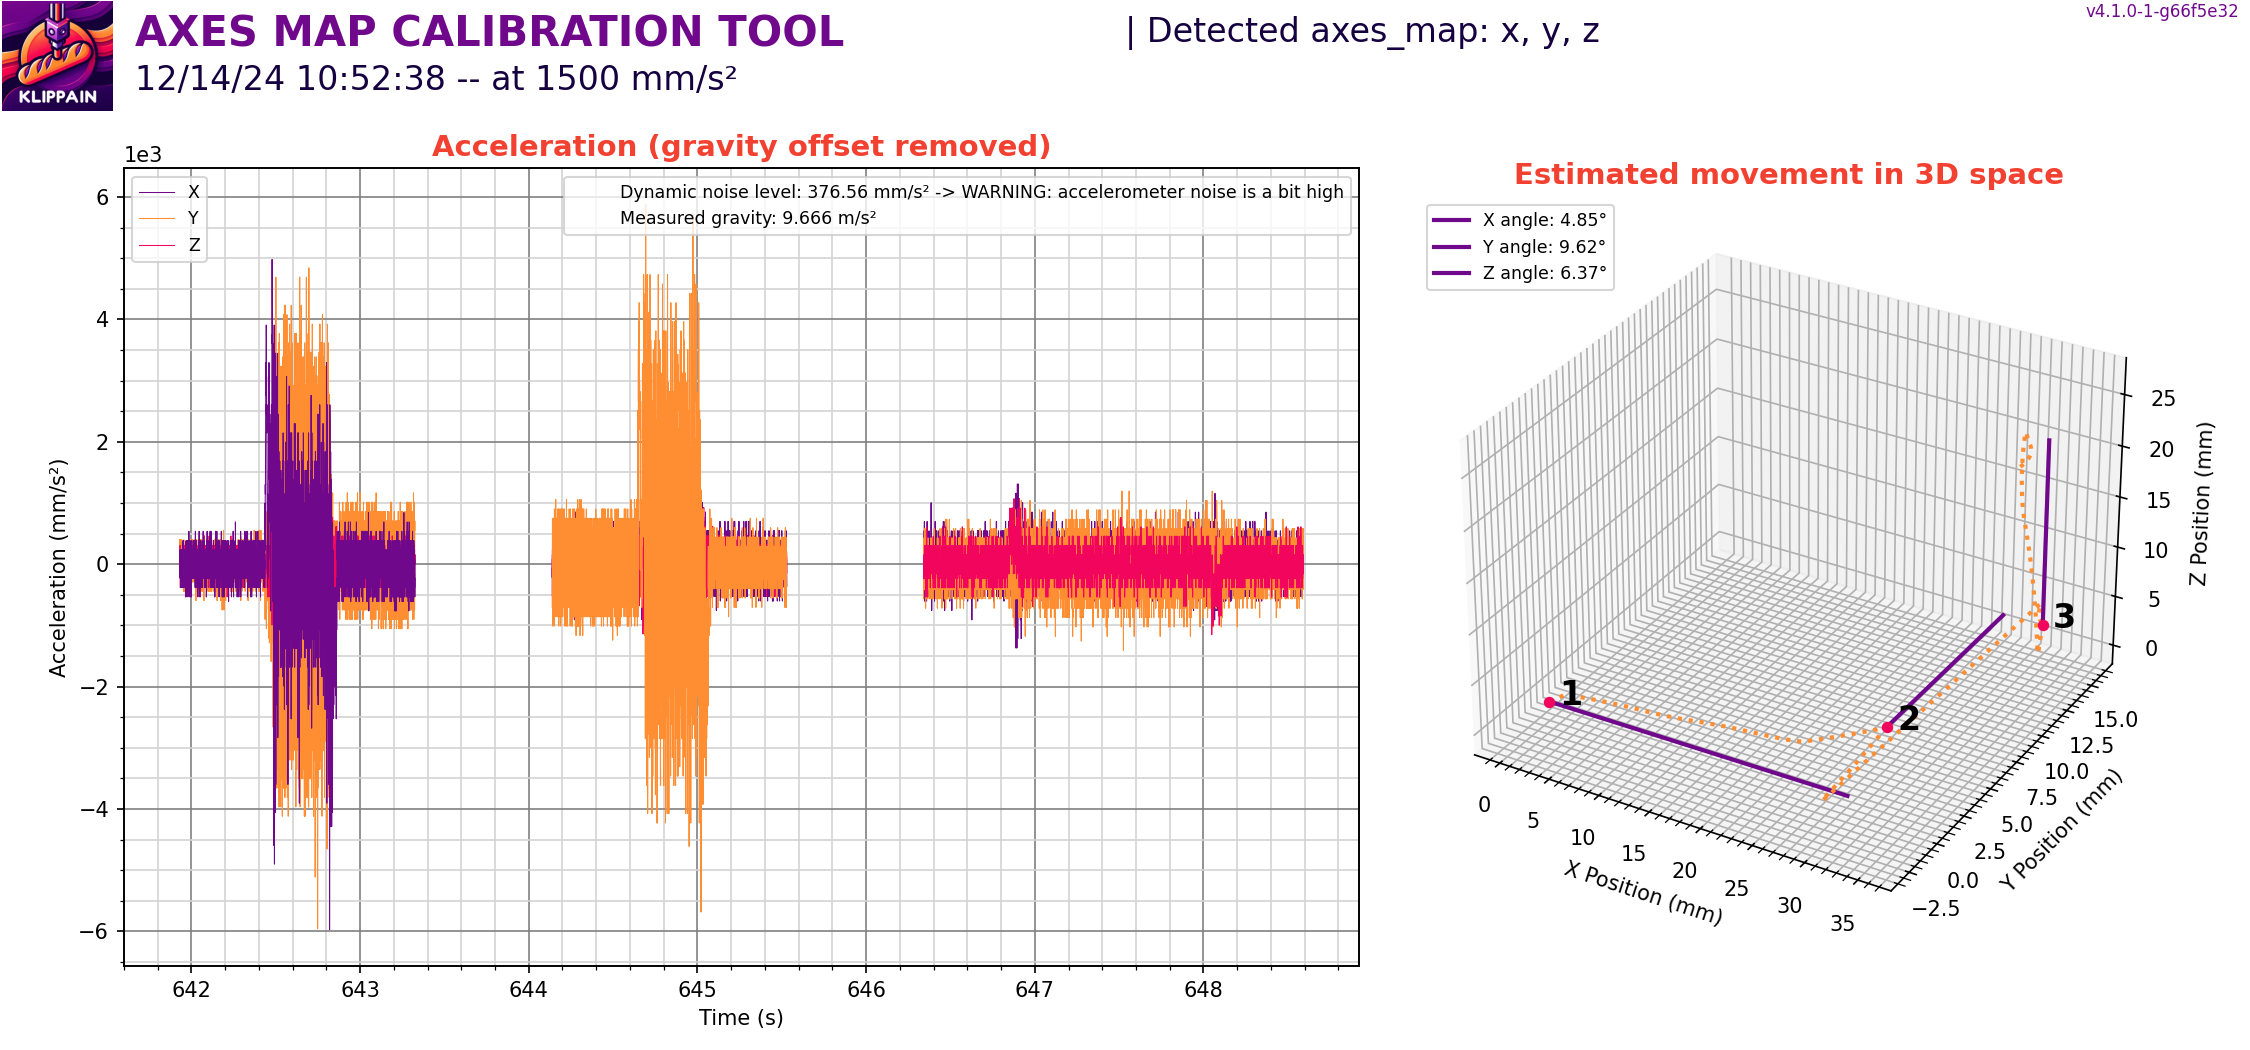 KLIPPAIN
AXES MAP CALIBRATION TOOL
12/14/24 10:52:38 -- at 1500 mm/s²
| Detected axes_map: x, y, z
v4.1.0-1-g66f5e32
Acceleration (gravity offset removed)
1e3
X
Y
Z
Dynamic noise level: 376.56 mm/s² -> WARNING: accelerometer noise is a bit high
Measured gravity: 9.666 m/s²
6
4
2
0
−2
−4
−6
Acceleration (mm/s²)
642
643
644
645
646
647
648
Time (s)
Estimated movement in 3D space
X angle: 4.85°
Y angle: 9.62°
Z angle: 6.37°
1
2
3
0
5
10
15
20
25
30
35
X Position (mm)
−2.5
0.0
2.5
5.0
7.5
10.0
12.5
15.0
Y Position (mm)
0
5
10
15
20
25
Z Position (mm)